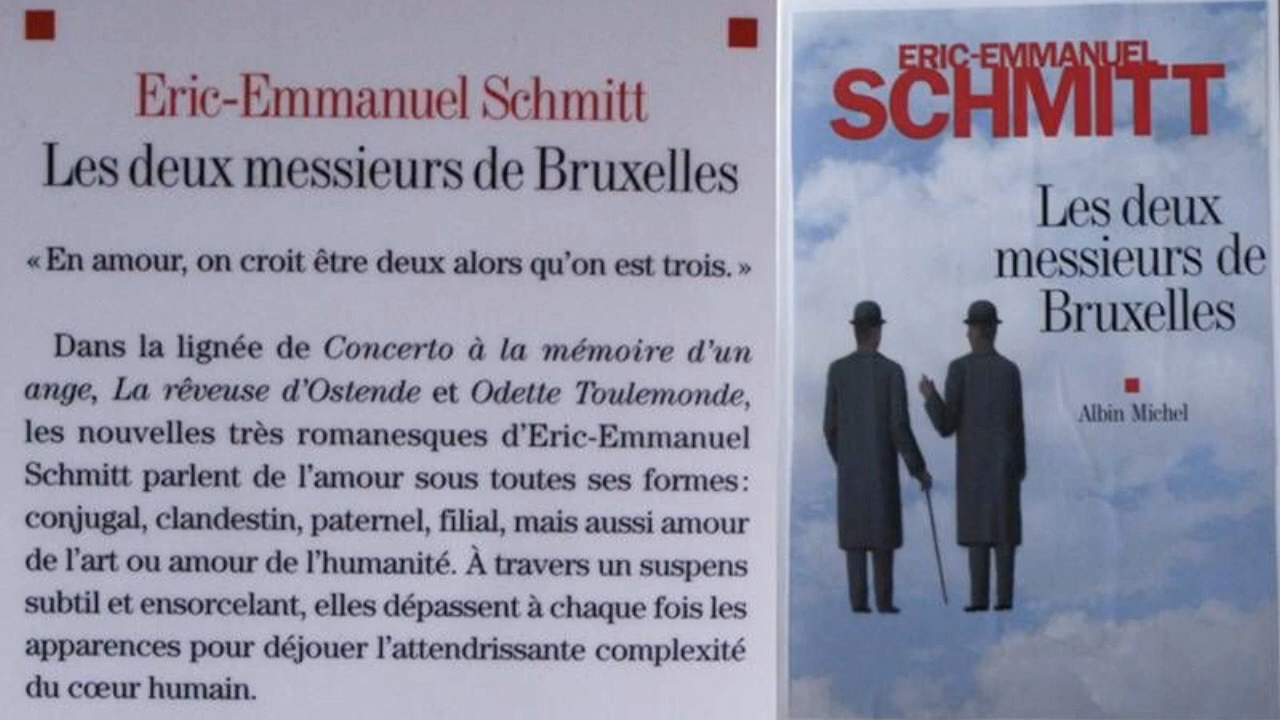 Eric-Emmanuel Schmitt
Les deux messieurs de Bruxelles
« En amour, on croit être deux alors qu’on est trois. »
Dans la lignée de Concerto à la mémoire d’un
ange, La rêveuse d’Ostende et Odette Toulemonde,
les nouvelles très romanesques d’Eric-Emmanuel
Schmitt parlent de l’amour sous toutes ses formes :
conjugal, clandestin, paternel, filial, mais aussi amour
de l’art ou amour de l’humanité. À travers un suspens
subtil et ensorcelant, elles dépassent à chaque fois les
apparences pour déjouer l’attendrissante complexité
du cœur humain.
ERIC-EMMANUEL
SCHMITT
Les deux
messieurs de
Bruxelles
Albin Michel